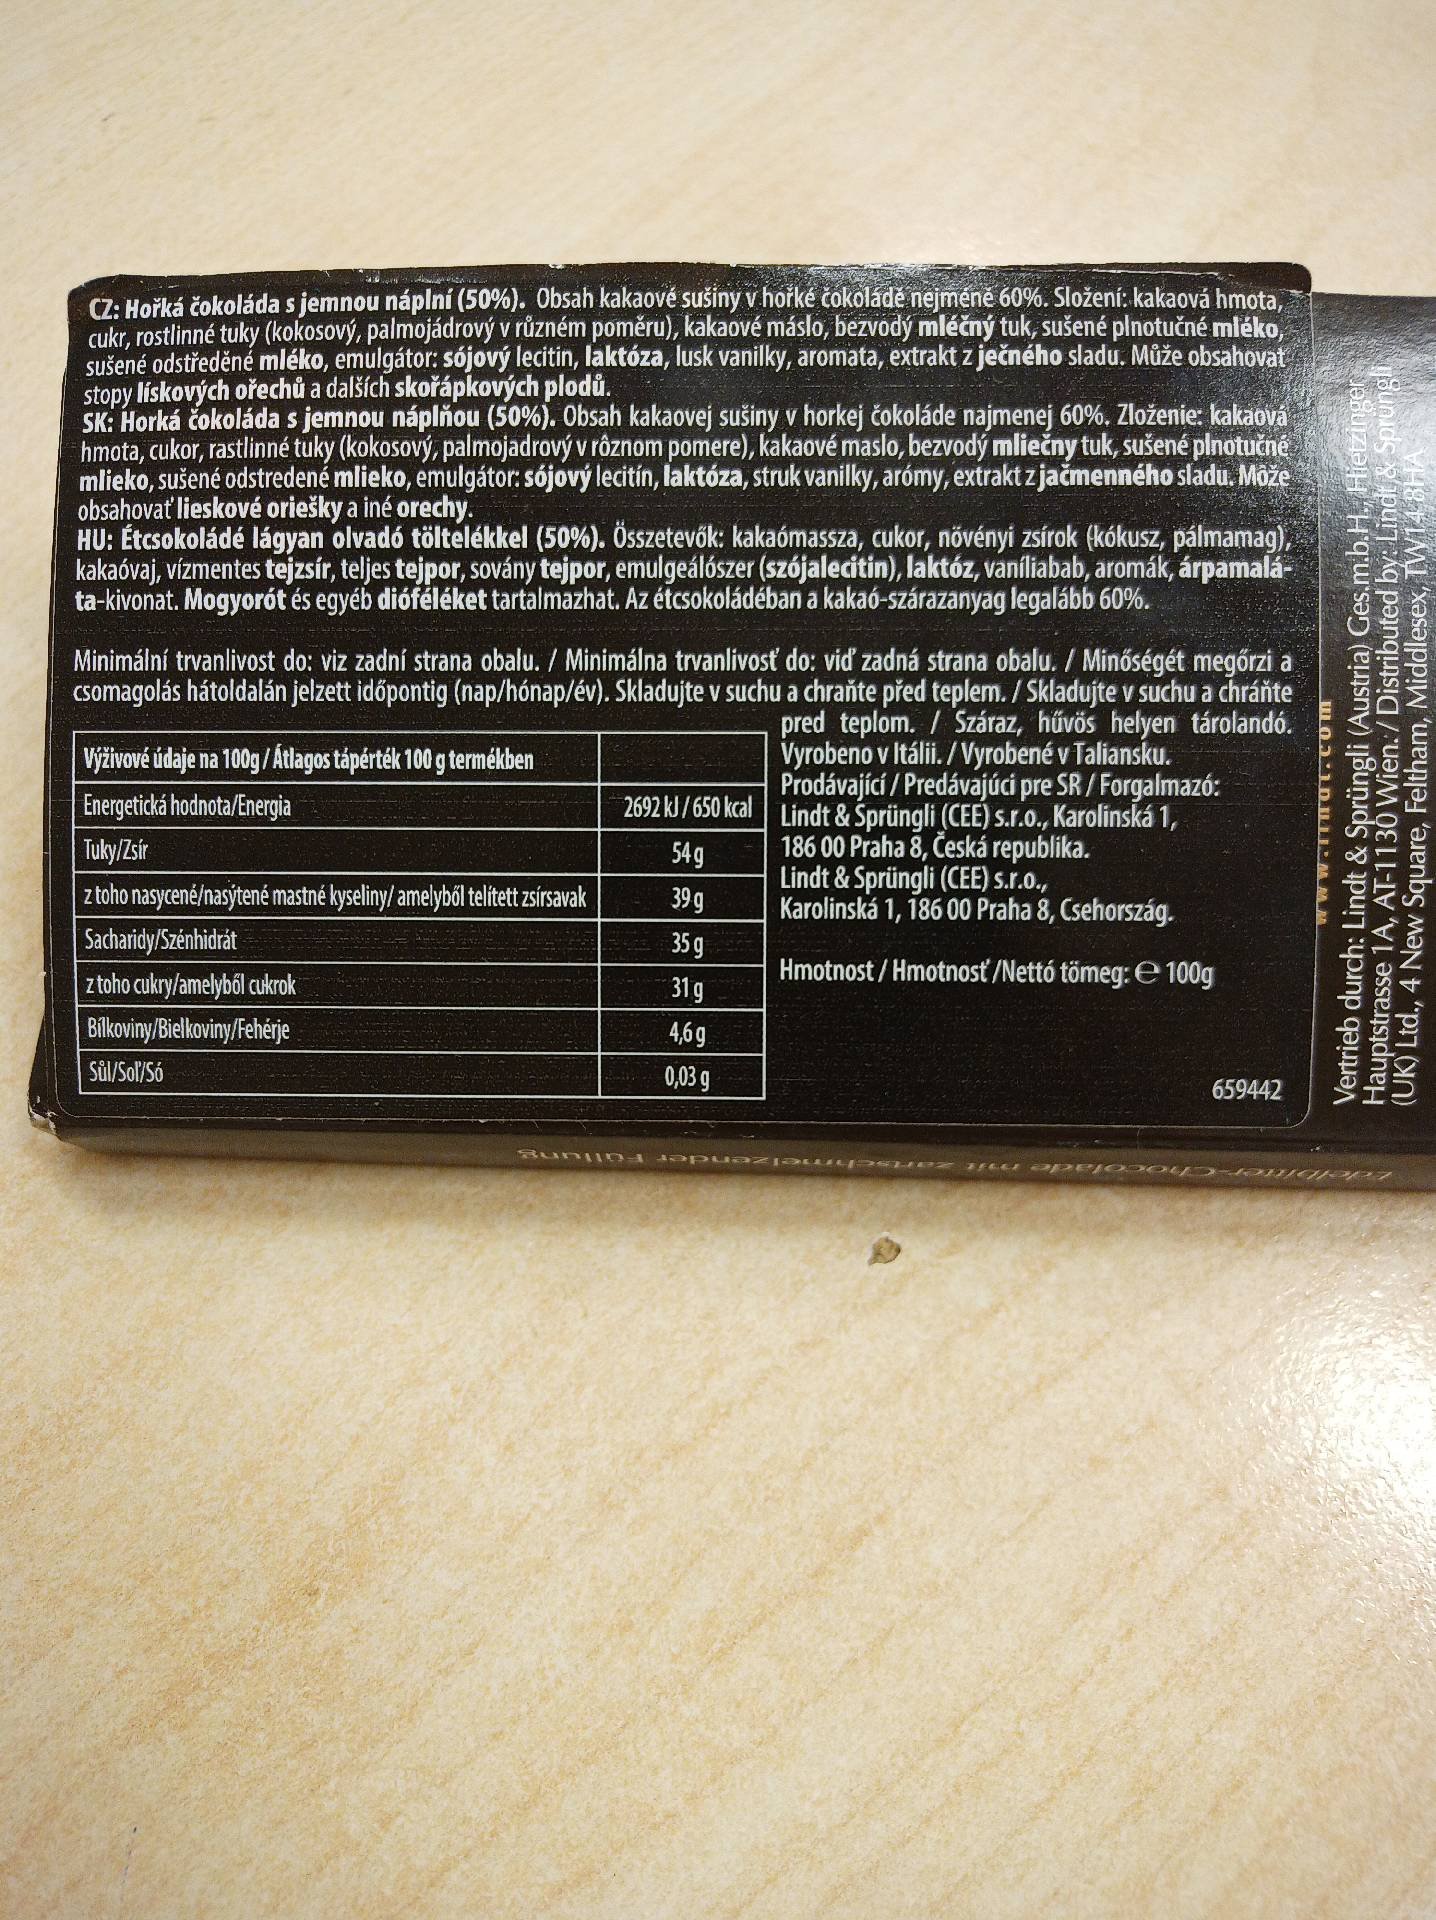 CZ: Hořká čokoláda s jemnou náplní (50%). Obsah kakaové sušiny v hořké čokoládě nejméně 60%. Složení: kakaová hmota,
cukr, rostlinné tuky (kokosový, palmojádrový v různém poměru), kakaové máslo, bezvodý mléčný tuk, sušené plnotučné mléko,
sušené odstředěné mléko, emulgátor: sójový lecitin, laktóza, lusk vanilky, aromata, extrakt z ječného sladu. Může obsahovat
stopy lískových ořechů a dalších skořápkových plodů.
SK: Horká čokoláda s jemnou náplňou (50%). Obsah kakaovej sušiny v horkej čokoláde najmenej 60%. Zloženie: kakaová
hmota, cukor, rastlinné tuky (kokosový, palmojadrový v rôznom pomere), kakaové maslo, bezvodý mliečny tuk, sušené plnotučné
mlieko, sušené odstredené mlieko, emulgátor: sójový lecitín, laktóza, struk vanilky, arómy, extrakt z jačmenného sladu. Môže
obsahovať lieskové oriešky a iné orechy.
HU: Étcsokoládé lágyan olvadó töltelékkel (50%). Összetevők: kakaómassza, cukor, növényi zsírok (kókusz, pálmamag),
kakaóvaj, vízmentes tejzsír, teljes tejpor, sovány tejpor, emulgeálószer (szójalecitin), laktóz, vaníliabab, aromák, árpamalá-
ta-kivonat. Mogyorót és egyéb dióféléket tartalmazhat. Az étcsokoládéban a kakaó-szárazanyag legalább 60%.
Minimální trvanlivost do: viz zadní strana obalu. / Minimálna trvanlivosť do: viď zadná strana obalu. / Minőségét megőrzi a
csomagolás hátoldalán jelzett időpontig (nap/hónap/év). Skladujte v suchu a chraňte před teplem. / Skladujte v suchu a chráňte
pred teplom. / Száraz, hűvös helyen tárolandó.
Vyrobeno v Itálii. / Vyrobené v Taliansku.
Prodávající / Predávajúci pre SR / Forgalmazó:
Lindt & Sprüngli (CEE) s.r.o., Karolinská 1,
186 00 Praha 8, Česká republika.
Lindt & Sprüngli (CEE) s.r.o.,
Karolinská 1, 186 00 Praha 8, Csehország.
Hmotnost / Hmotnosť /Nettó tömeg: ℮ 100g
Výživové údaje na 100g / Átlagos tápérték 100 g termékben
Energetická hodnota/Energia 2692 kJ / 650 kcal
Tuky/Zsír 54 g
z toho nasycené/nasýtené mastné kyseliny/ amelyből telített zsírsavak 39 g
Sacharidy/Szénhidrát 35 g
z toho cukry/amelyből cukrok 31 g
Bílkoviny/Bielkoviny/Fehérje 4,6 g
Sůl/Soľ/Só 0,03 g
659442
www.lindt.com
Vertrieb durch: Lindt & Sprüngli (Austria) Ges.m.b.H., Hietzinger
Hauptstrasse 1A, AT-1130 Wien. / Distributed by: Lindt & Sprüngli
(UK) Ltd., 4 New Square, Feltham, Middlesex, TW14 8HA
Edelbitter-Chocolade mit zartschmelzender Füllung